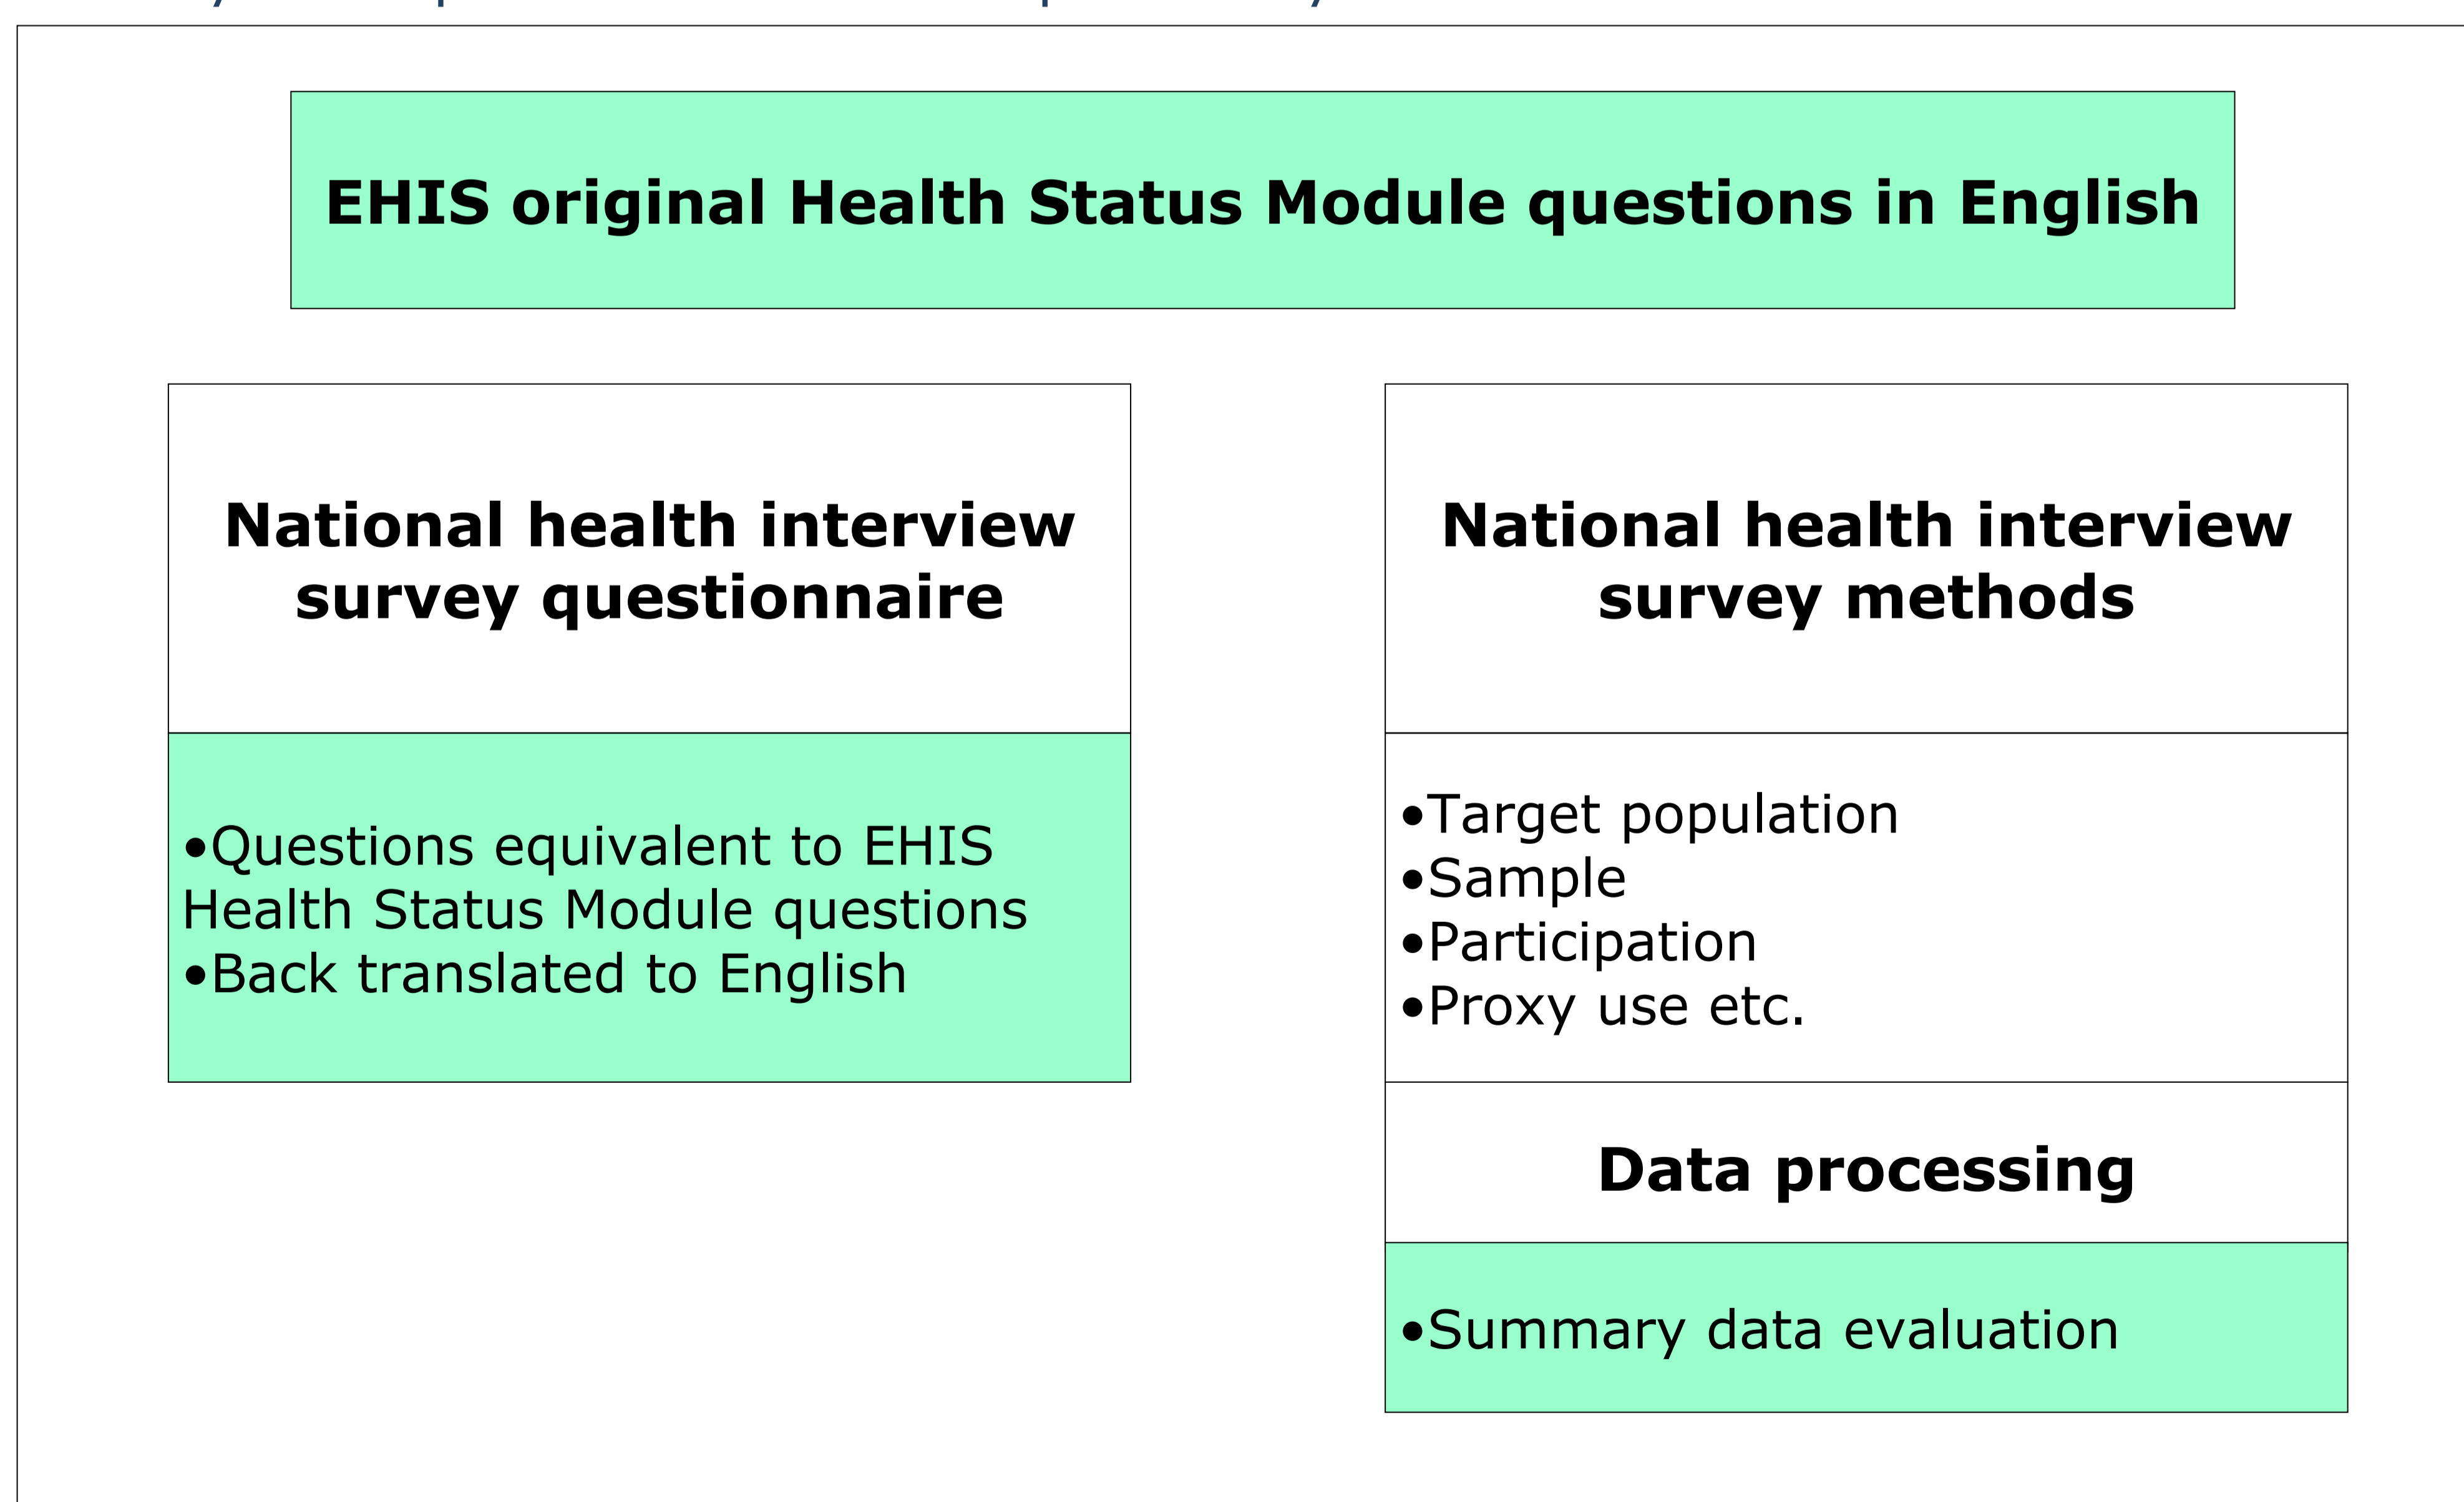 EHIS original Health Status Module questions in English
National health interview
survey questionnaire
•Questions equivalent to EHIS
Health Status Module questions
•Back translated to English
National health interview
survey methods
•Target population
•Sample
•Participation
•Proxy use etc.
Data processing
•Summary data evaluation